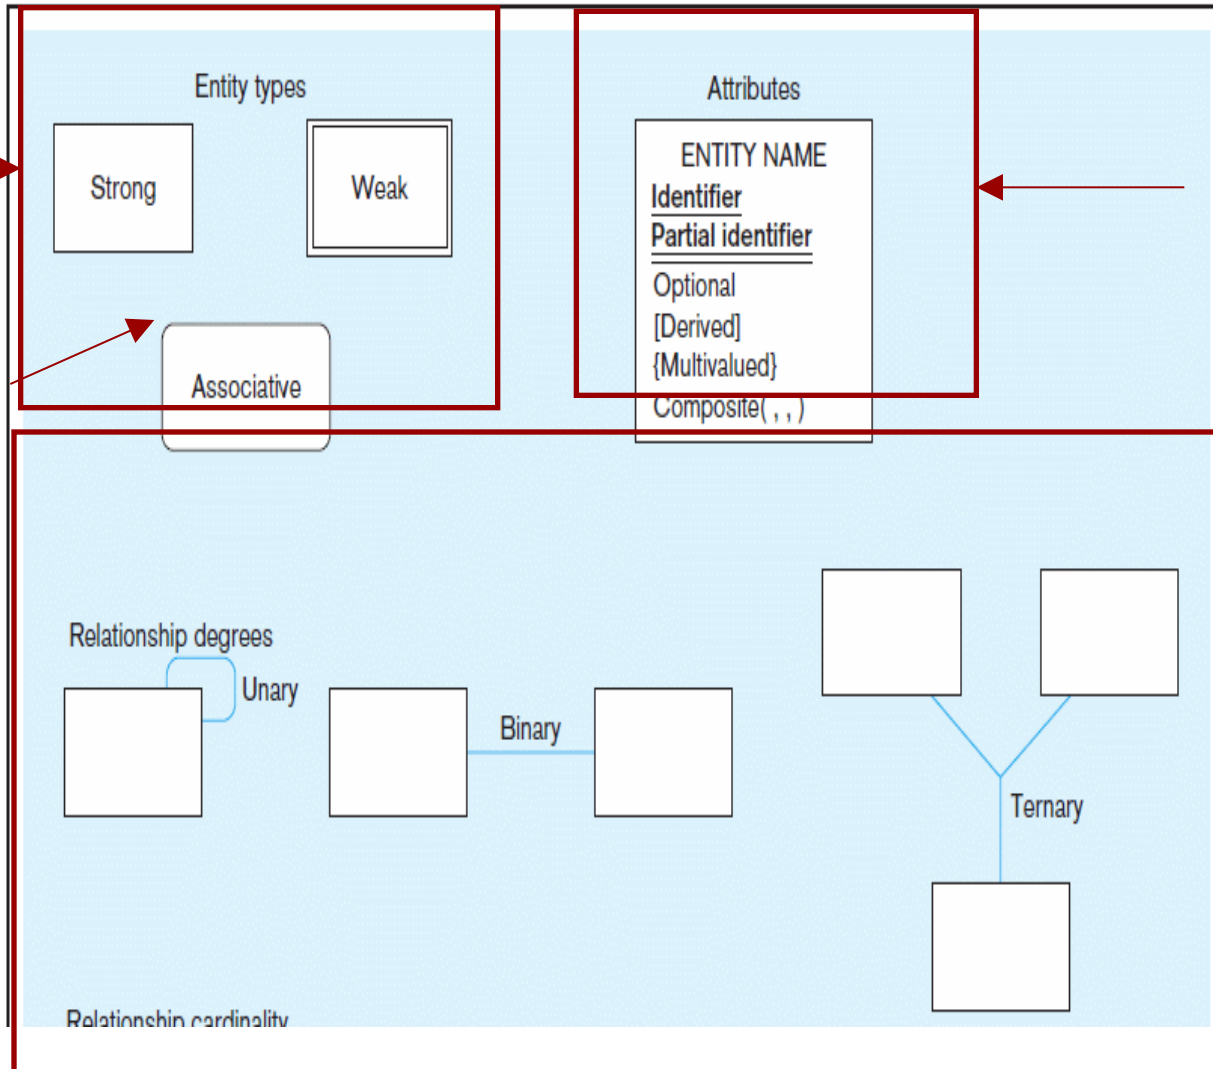 Entity types
Strong
Weak
Associative
Attributes
ENTITY NAME
Identifier
Partial identifier
Optional
[Derived]
{Multivalued}
Composite( , , )
Relationship degrees
Unary
Binary
Ternary
Relationship cardinality